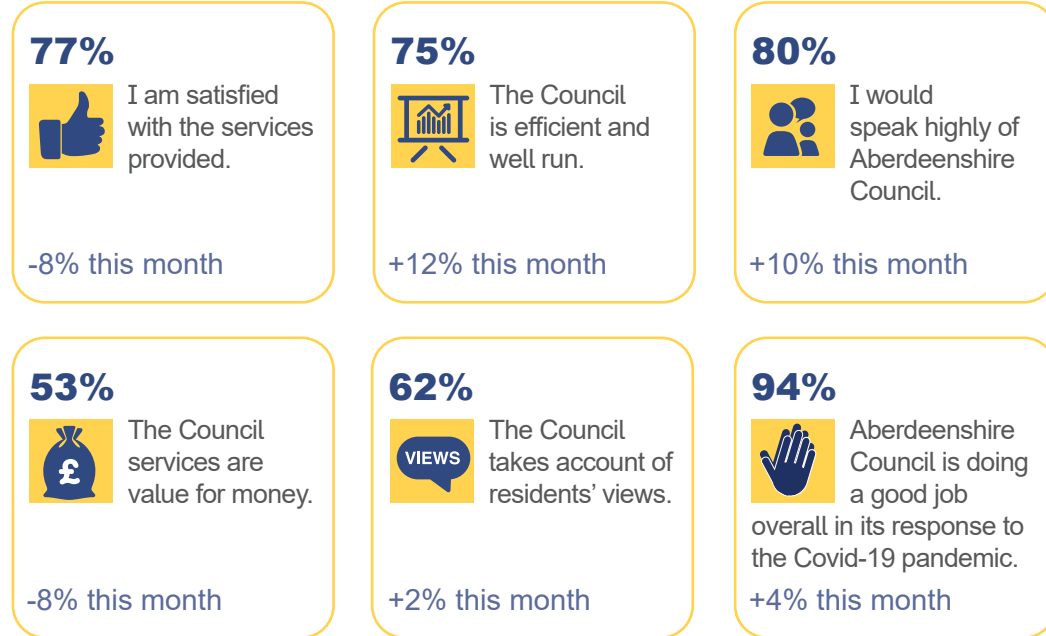 77%
I am satisfied
with the services
provided.
-8% this month
75%
The Council
is efficient and
well run.
+12% this month
80%
I would
speak highly of
Aberdeenshire
Council.
+10% this month
53%
£
The Council
services are
value for money.
-8% this month
62%
VIEWS
The Council
takes account of
residents’ views.
+2% this month
94%
Aberdeenshire
Council is doing
a good job
overall in its response to
the Covid-19 pandemic.
+4% this month